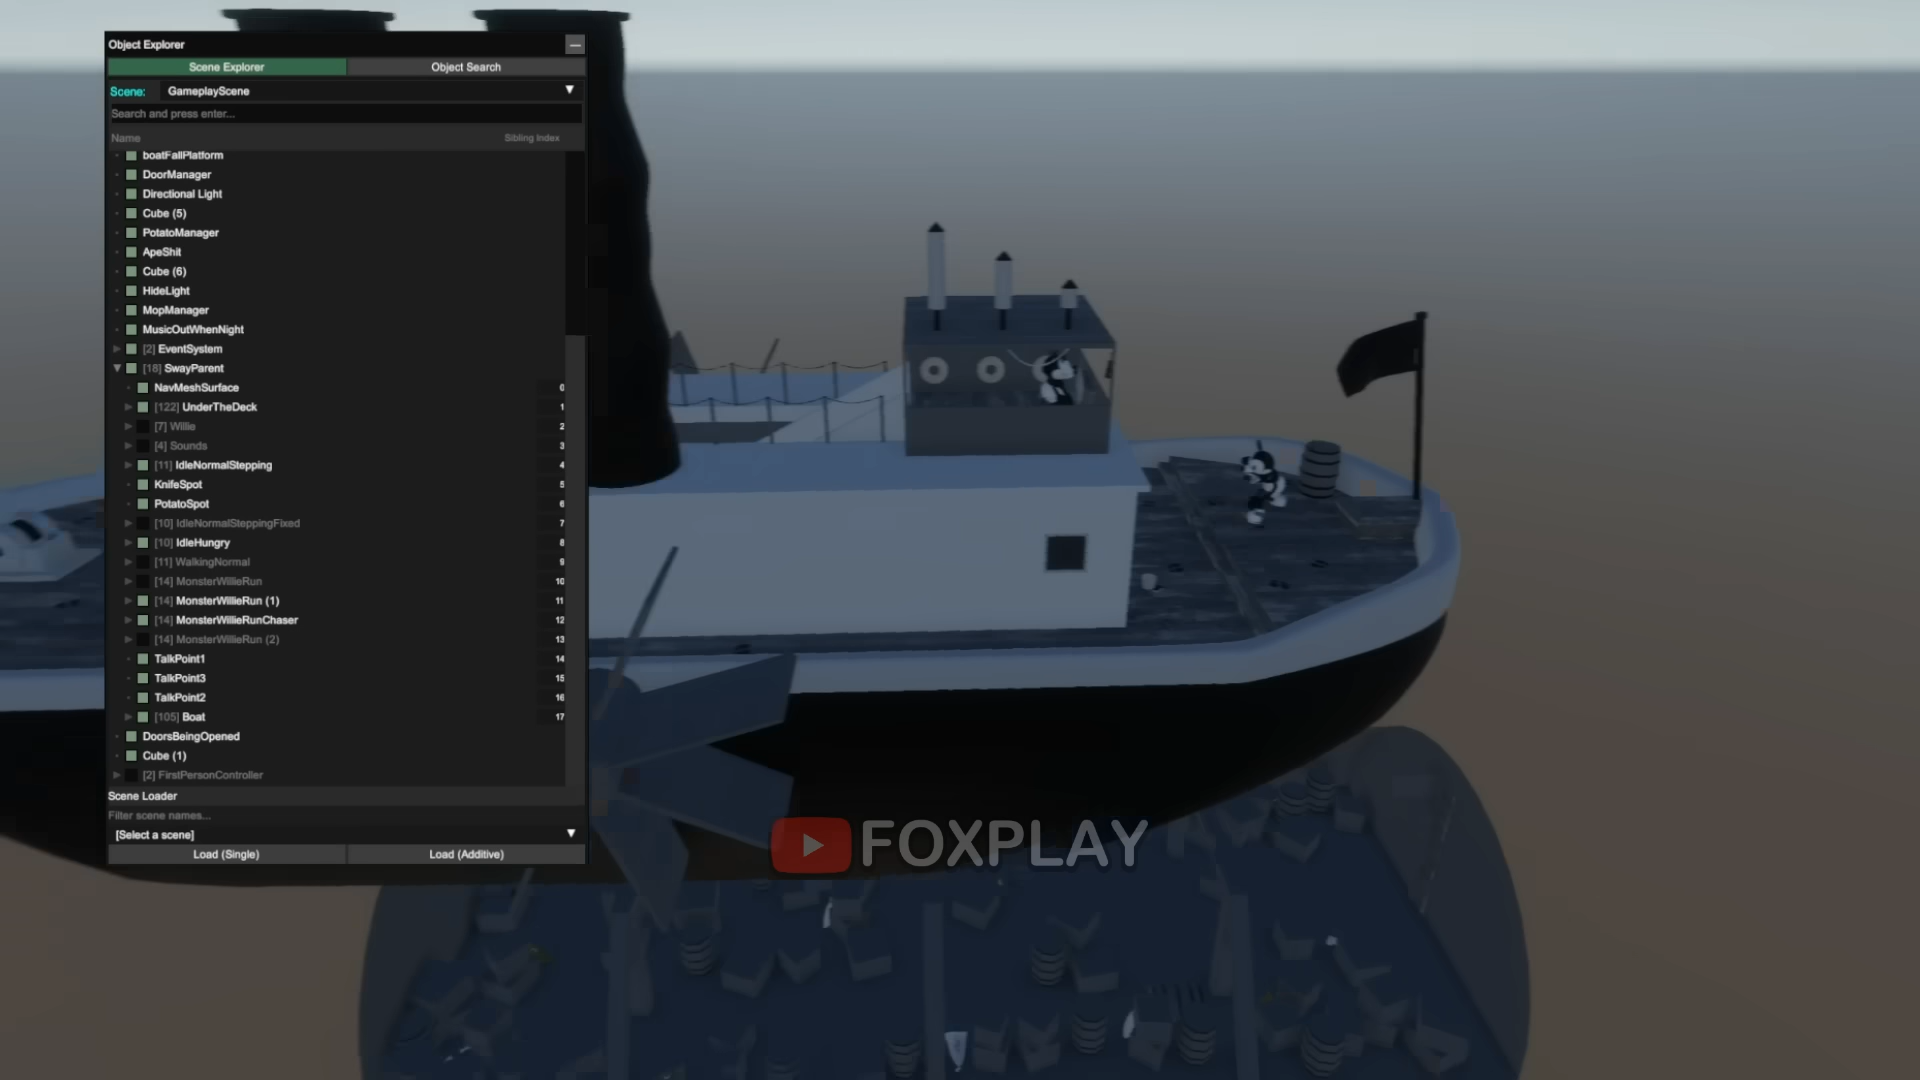 Object Explorer
Scene Explorer Object Search
Scene: GameplayScene
Search and press enter...
Name Sibling Index
boatFallPlatform
DoorManager
Directional Light
Cube (5)
PotatoManager
ApeShit
Cube (6)
HideLight
MopManager
MusicOutWhenNight
[2] EventSystem
[18] SwayParent
NavMeshSurface 0
[122] UnderTheDeck 1
[7] Willie 2
[4] Sounds 3
[11] IdleNormalStepping 4
KnifeSpot 5
PotatoSpot 6
[10] IdleNormalSteppingFixed 7
[10] IdleHungry 8
[11] WalkingNormal 9
[14] MonsterWillieRun 10
[14] MonsterWillieRun (1) 11
[14] MonsterWillieRunChaser 12
[14] MonsterWillieRun (2) 13
TalkPoint1 14
TalkPoint3 15
TalkPoint2 16
[105] Boat 17
DoorsBeingOpened
Cube (1)
[2] FirstPersonController
Scene Loader
Filter scene names...
[Select a scene]
Load (Single) Load (Additive)
FOXPLAY